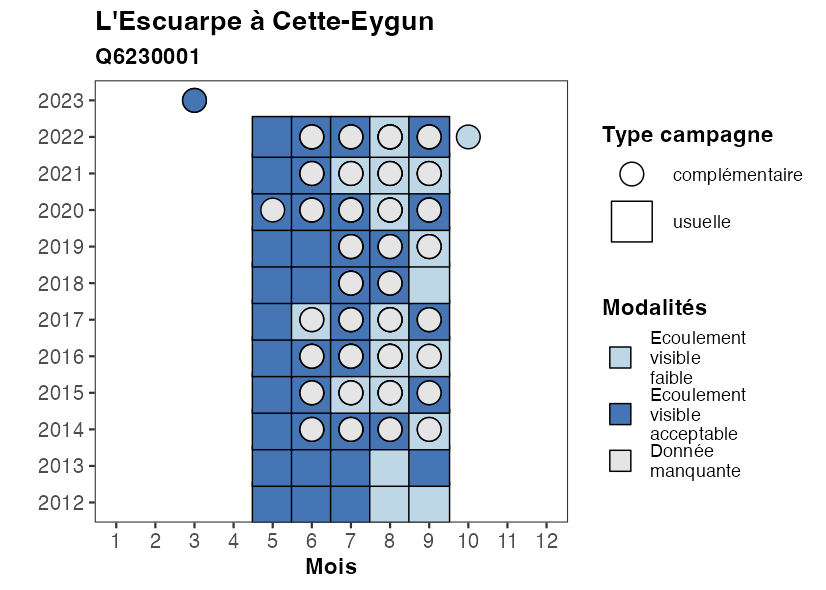 L'Escuarpe à Cette-Eygun
Q6230001
2023
2022
2021
2020
2019
2018
2017
2016
2015
2014
2013
2012
1 2 3 4 5 6 7 8 9 10 11 12
Mois
Type campagne
complémentaire
usuelle
Modalités
Ecoulement
visible
faible
Ecoulement
visible
acceptable
Donnée
manquante